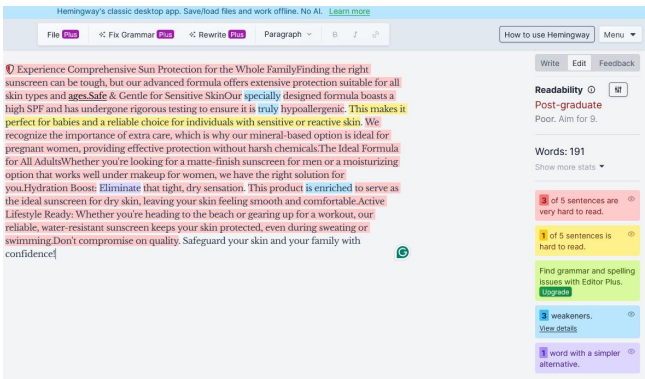 Hemingway's classic desktop app. Save/load files and work offline. No AI. Learn more
File Plus Fix Grammar Plus Rewrite Plus Paragraph B I
How to use Hemingway Menu
🛡️ Experience Comprehensive Sun Protection for the Whole FamilyFinding the right
sunscreen can be tough, but our advanced formula offers extensive protection suitable for all
skin types and ages.Safe & Gentle for Sensitive SkinOur specially designed formula boasts a
high SPF and has undergone rigorous testing to ensure it is truly hypoallergenic. This makes it
perfect for babies and a reliable choice for individuals with sensitive or reactive skin. We
recognize the importance of extra care, which is why our mineral-based option is ideal for
pregnant women, providing effective protection without harsh chemicals.The Ideal Formula
for All AdultsWhether you're looking for a matte-finish sunscreen for men or a moisturizing
option that works well under makeup for women, we have the right solution for
you.Hydration Boost: Eliminate that tight, dry sensation. This product is enriched to serve as
the ideal sunscreen for dry skin, leaving your skin feeling smooth and comfortable.Active
Lifestyle Ready: Whether you're heading to the beach or gearing up for a workout, our
reliable, water-resistant sunscreen keeps your skin protected, even during sweating or
swimming.Don't compromise on quality. Safeguard your skin and your family with
confidence!
Write Edit Feedback
Readability
Post-graduate
Poor. Aim for 9.
Words: 191
Show more stats
3 of 5 sentences are
very hard to read.
1 of 5 sentences is
hard to read.
Find grammar and spelling
issues with Editor Plus.
Upgrade
3 weakeners.
View details
1 word with a simpler
alternative.